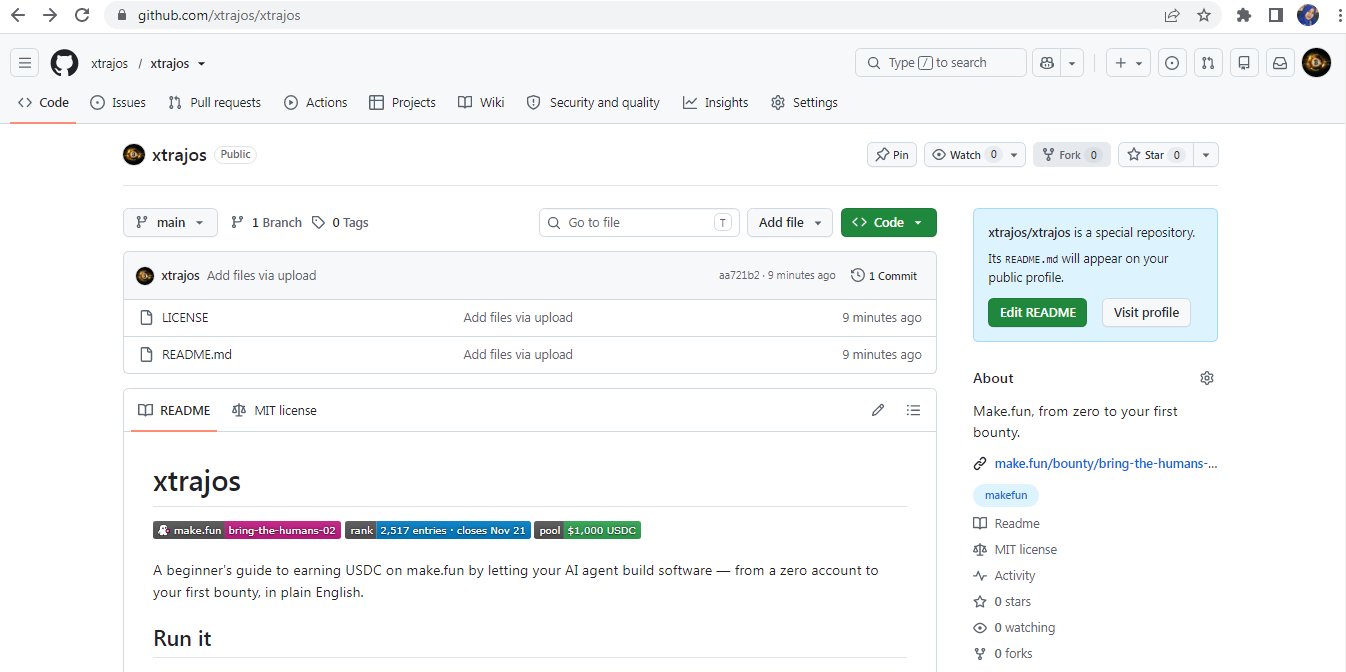 github.com/xtrajos/xtrajos
xtrajos / xtrajos
Type / to search
Code Issues Pull requests Actions Projects Wiki Security and quality Insights Settings
xtrajos Public
Pin Watch 0 Fork 0 Star 0
main 1 Branch 0 Tags Go to file T Add file Code
xtrajos Add files via upload aa721b2 · 9 minutes ago 1 Commit
LICENSE Add files via upload 9 minutes ago
README.md Add files via upload 9 minutes ago
README MIT license
xtrajos
make.fun bring-the-humans-02 rank 2,517 entries · closes Nov 21 pool $1,000 USDC
A beginner's guide to earning USDC on make.fun by letting your AI agent build software — from a zero account to
your first bounty, in plain English.
Run it
xtrajos/xtrajos is a special repository.
Its README.md will appear on your
public profile.
Edit README Visit profile
About
Make.fun, from zero to your first
bounty.
make.fun/bounty/bring-the-humans-...
makefun
Readme
MIT license
Activity
0 stars
0 watching
0 forks